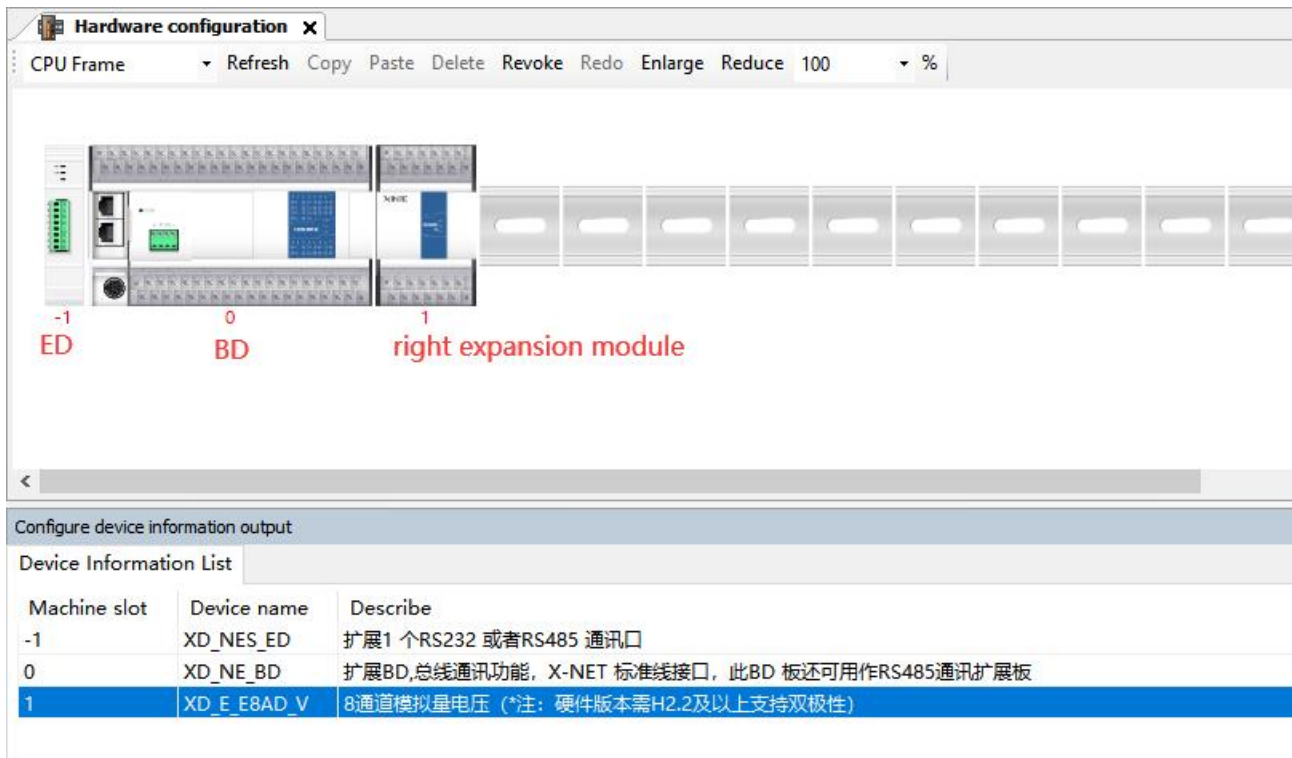 Hardware configuration
CPU Frame Refresh Copy Paste Delete Revoke Redo Enlarge Reduce 100 %
XINJE
-1 0 1
ED BD right expansion module
Configure device information output
Device Information List
Machine slot Device name Describe
-1 XD_NES_ED 扩展1 个RS232 或者RS485 通讯口
0 XD_NE_BD 扩展BD,总线通讯功能，X-NET 标准线接口，此BD 板还可用作RS485通讯扩展板
1 XD_E_E8AD_V 8通道模拟量电压（*注：硬件版本需H2.2及以上支持双极性）